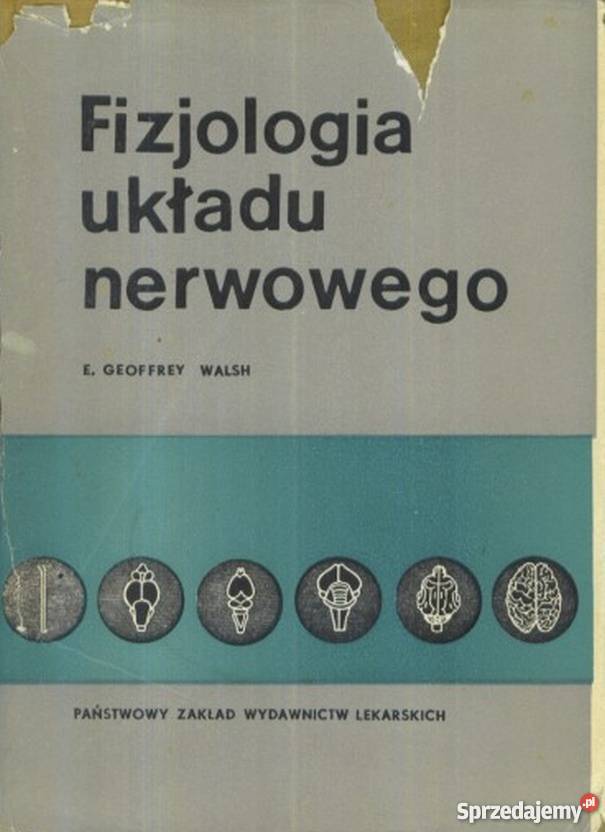 Fizjologia
układu
nerwowego
E. GEOFFREY WALSH
PAŃSTWOWY ZAKŁAD WYDAWNICTW LEKARSKICH
Sprzedajemy.pl